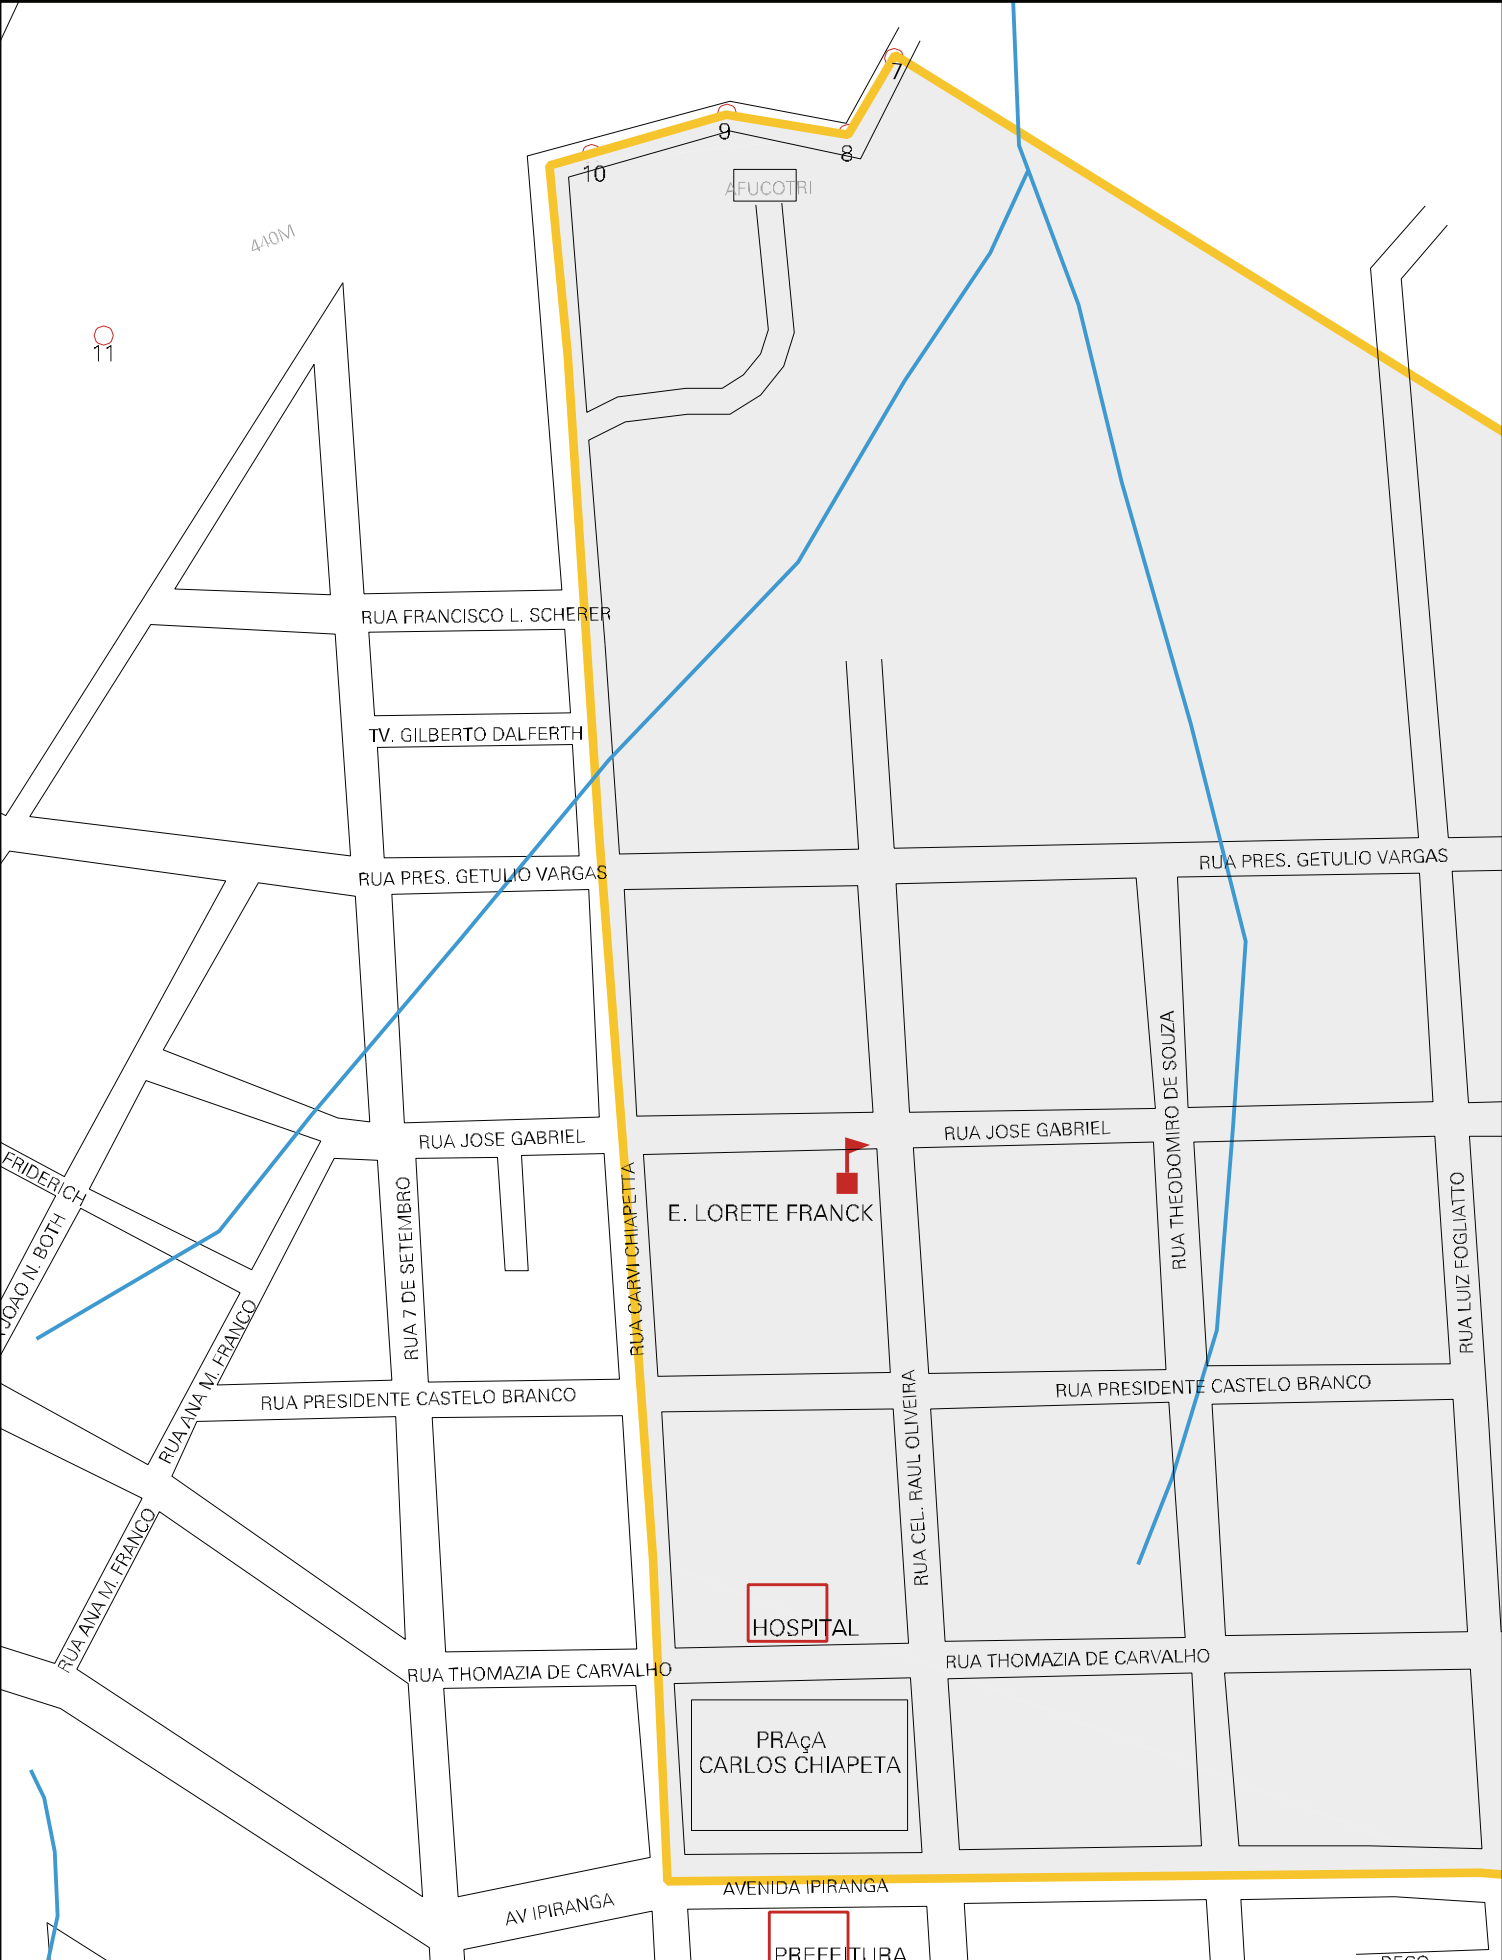 7
9
8
10
AFUCOTRI
440M
11
RUA FRANCISCO L. SCHERER
TV. GILBERTO DALFERTH
RUA PRES. GETULIO VARGAS
RUA PRES. GETULIO VARGAS
RUA THEODOMIRO DE SOUZA
RUA JOSE GABRIEL
RUA JOSE GABRIEL
FRIDERICH
JOAO N. BOTH
RUA 7 DE SETEMBRO
RUA CARVI CHIAPETTA
E. LORETE FRANCK
RUA LUIZ FOGLIATTO
RUA ANA M. FRANCO
RUA PRESIDENTE CASTELO BRANCO
RUA PRESIDENTE CASTELO BRANCO
RUA CEL. RAUL OLIVEIRA
RUA ANA M. FRANCO
HOSPITAL
RUA THOMAZIA DE CARVALHO
RUA THOMAZIA DE CARVALHO
PRAçA
CARLOS CHIAPETA
AVENIDA IPIRANGA
AV IPIRANGA
PREFEITURA